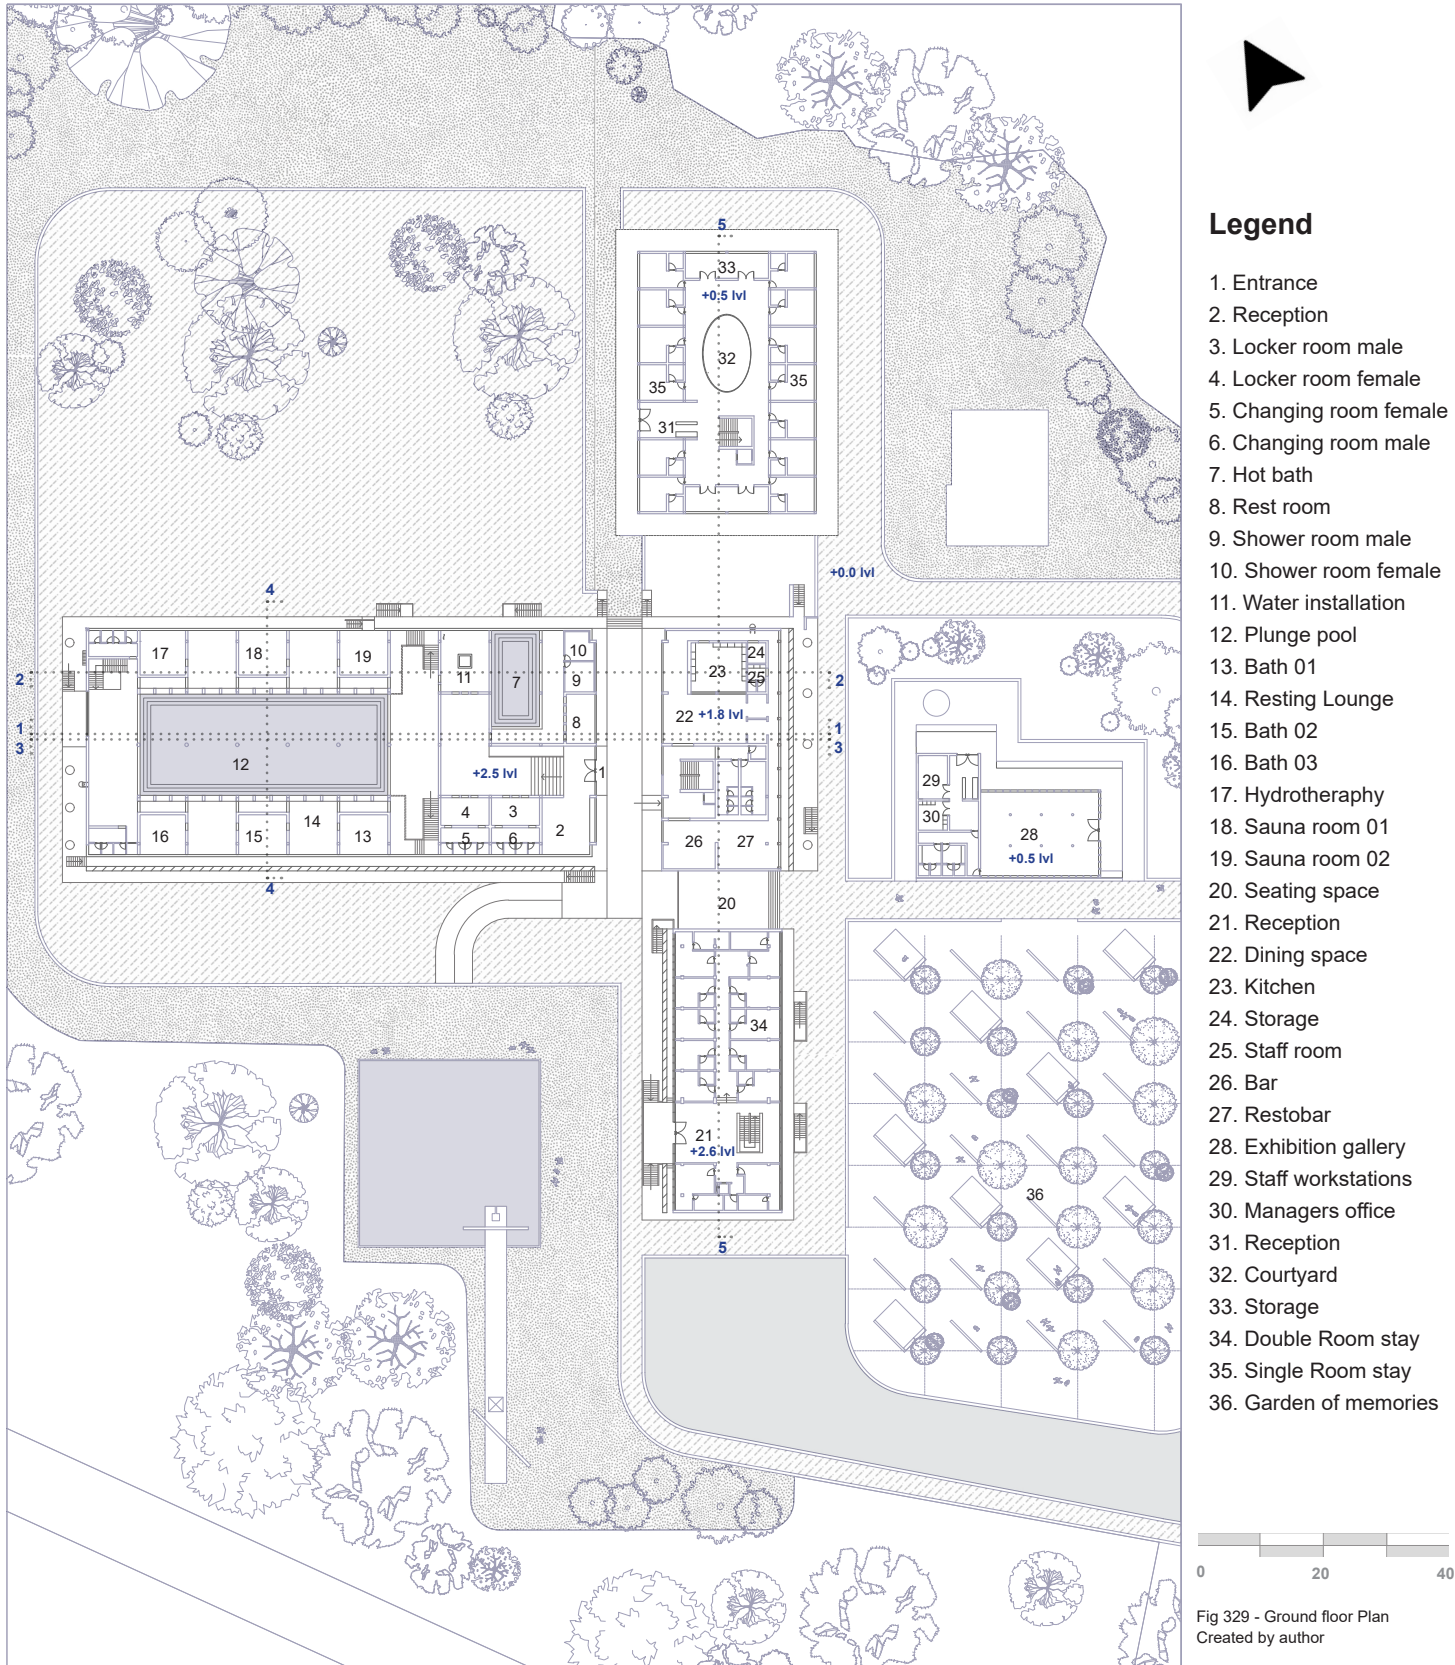 5
33
+0.5 lvl
32
35
35
31
+0.0 lvl
4
17
18
19
11
7
10
9
8
24
23
25
22
+1.8 lvl
2
2
1
1
3
3
12
+2.5 lvl
1
4
3
2
5
6
16
15
14
13
26
27
29
30
28
+0.5 lvl
4
20
34
21
+2.6 lvl
36
5
Legend
1. Entrance
2. Reception
3. Locker room male
4. Locker room female
5. Changing room female
6. Changing room male
7. Hot bath
8. Rest room
9. Shower room male
10. Shower room female
11. Water installation
12. Plunge pool
13. Bath 01
14. Resting Lounge
15. Bath 02
16. Bath 03
17. Hydrotheraphy
18. Sauna room 01
19. Sauna room 02
20. Seating space
21. Reception
22. Dining space
23. Kitchen
24. Storage
25. Staff room
26. Bar
27. Restobar
28. Exhibition gallery
29. Staff workstations
30. Managers office
31. Reception
32. Courtyard
33. Storage
34. Double Room stay
35. Single Room stay
36. Garden of memories
0 20 40
Fig 329 - Ground floor Plan
Created by author